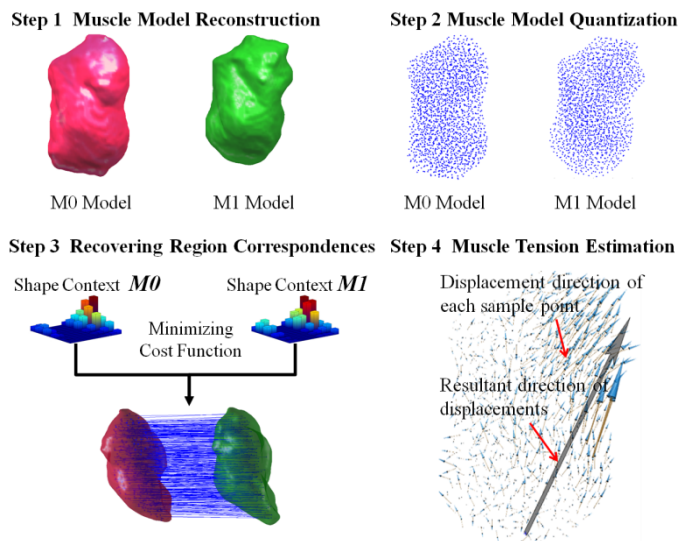 Step 1 Muscle Model Reconstruction
M0 Model
M1 Model
Step 2 Muscle Model Quantization
M0 Model
M1 Model
Step 3 Recovering Region Correspondences
Shape Context M0
Shape Context M1
Minimizing
Cost Function
Step 4 Muscle Tension Estimation
Displacement direction of
each sample point
Resultant direction of
displacements